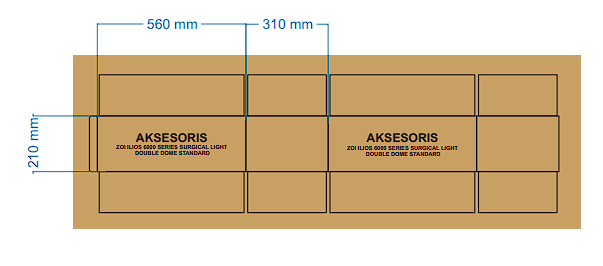 560 mm
310 mm
210 mm
AKSESORIS
ZOI ILIOS 6000 SERIES SURGICAL LIGHT
DOUBLE DOME STANDARD
AKSESORIS
ZOI ILIOS 6000 SERIES SURGICAL LIGHT
DOUBLE DOME STANDARD